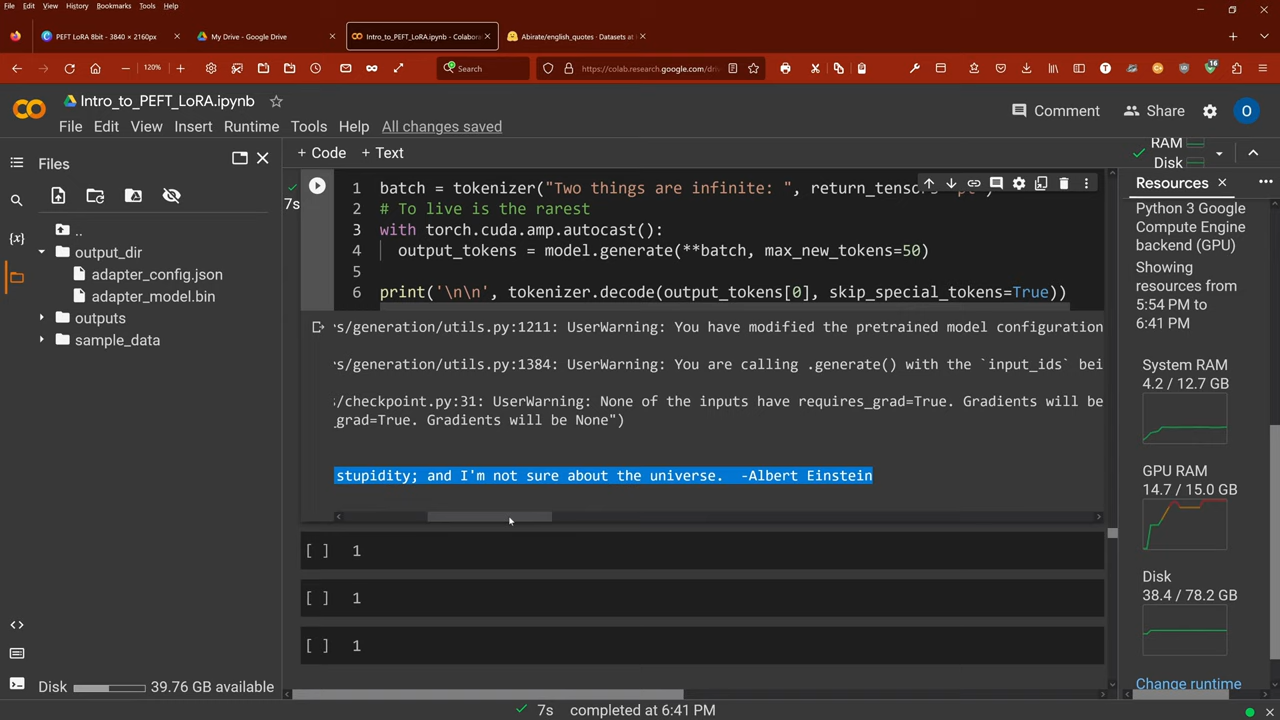 File Edit View History Bookmarks Tools Help
PEFT LoRA 8bit - 3840 × 2160px
My Drive - Google Drive
Intro_to_PEFT_LoRA.ipynb - Colabora
Abirate/english_quotes · Datasets at
120%
Search
https://colab.research.google.com/dri
16
Intro_to_PEFT_LoRA.ipynb
Comment
Share
O
File Edit View Insert Runtime Tools Help All changes saved
Files
+ Code + Text
RAM
Disk
..
output_dir
adapter_config.json
adapter_model.bin
outputs
sample_data
Disk 39.76 GB available
7s
1 batch = tokenizer("Two things are infinite: ", return_tensors
2 # To live is the rarest
3 with torch.cuda.amp.autocast():
4 output_tokens = model.generate(**batch, max_new_tokens=50)
5
6 print('\n\n', tokenizer.decode(output_tokens[0], skip_special_tokens=True))
s/generation/utils.py:1211: UserWarning: You have modified the pretrained model configuration
s/generation/utils.py:1384: UserWarning: You are calling .generate() with the `input_ids` bei
/checkpoint.py:31: UserWarning: None of the inputs have requires_grad=True. Gradients will be
grad=True. Gradients will be None")
stupidity; and I'm not sure about the universe. -Albert Einstein
[ ] 1
[ ] 1
[ ] 1
Resources
Python 3 Google
Compute Engine
backend (GPU)
Showing
resources from
5:54 PM to
6:41 PM
System RAM
4.2 / 12.7 GB
GPU RAM
14.7 / 15.0 GB
Disk
38.4 / 78.2 GB
Change runtime
7s completed at 6:41 PM